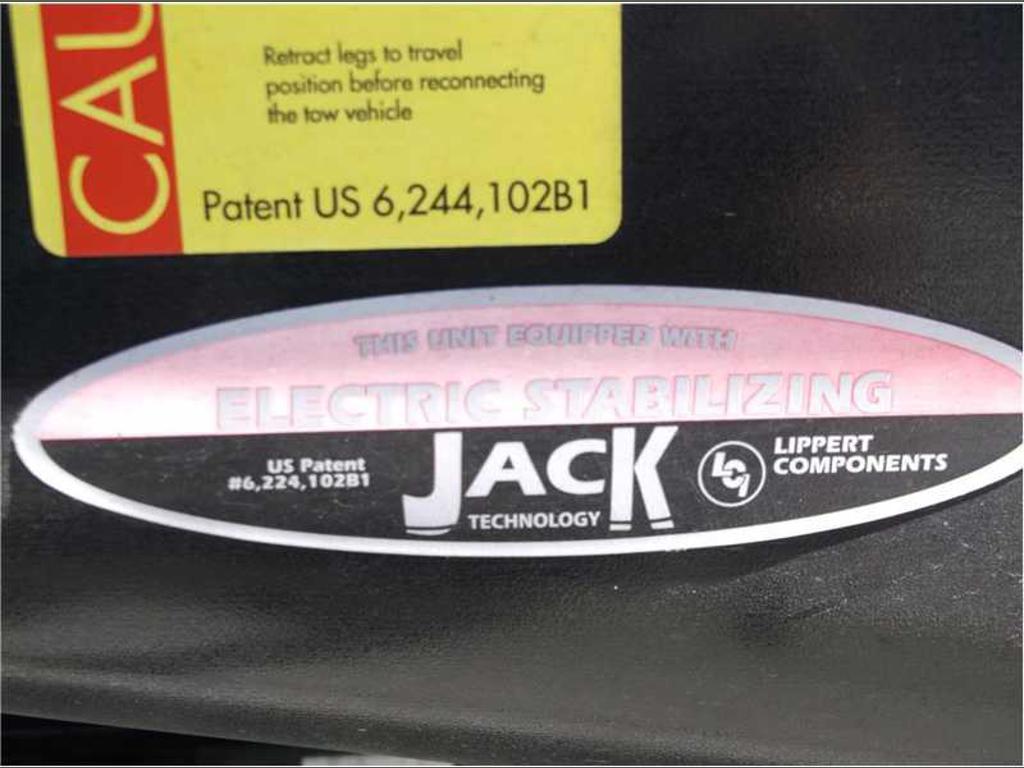 CAU
Retract legs to travel
position before reconnecting
the tow vehicle
Patent US 6,244,102B1
THIS UNIT EQUIPPED WITH
ELECTRIC STABILIZING
JACK
TECHNOLOGY
US Patent
#6,224,102B1
LCI
LIPPERT
COMPONENTS